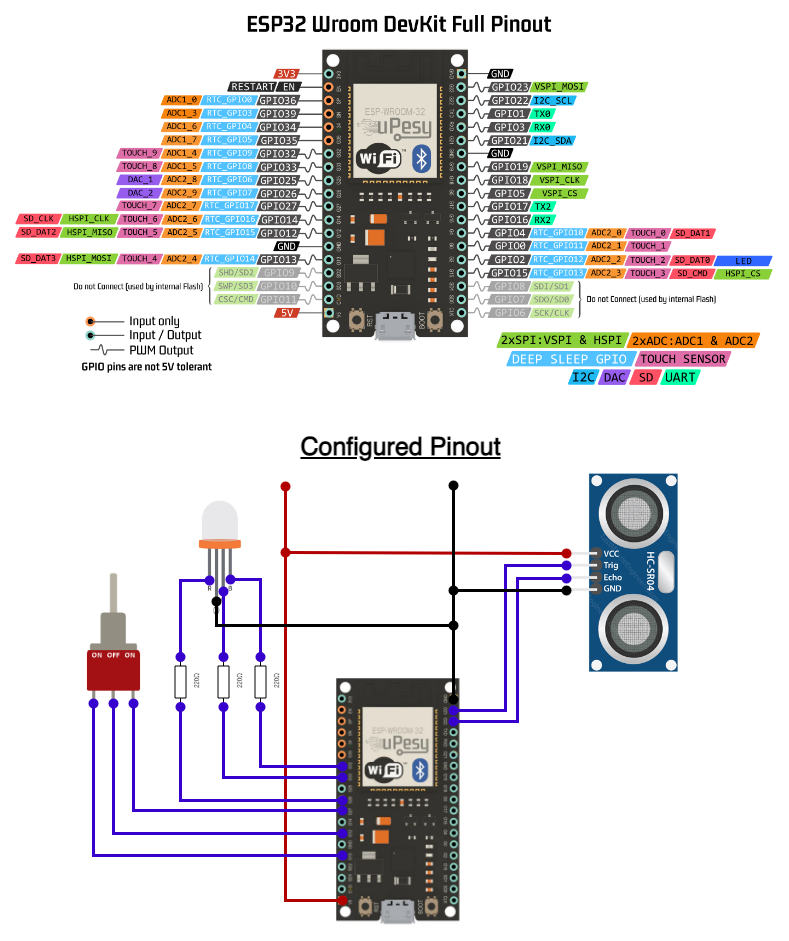 ESP32 Wroom DevKit Full Pinout
3V3 GND
RESTART EN GPIO23 VSPI_MOSI
ADC1_0 RTC_GPIO0 GPIO36 GPIO22 I2C_SCL
ADC1_3 RTC_GPIO3 GPIO39 GPIO1 TX0
ADC1_6 RTC_GPIO4 GPIO34 GPIO3 RX0
ADC1_7 RTC_GPIO5 GPIO35 GPIO21 I2C_SDA
TOUCH_9 ADC1_4 RTC_GPIO9 GPIO32 GND
TOUCH_8 ADC1_5 RTC_GPIO8 GPIO33 GPIO19 VSPI_MISO
DAC_1 ADC2_8 RTC_GPIO6 GPIO25 GPIO18 VSPI_CLK
DAC_2 ADC2_9 RTC_GPIO7 GPIO26 GPIO5 VSPI_CS
TOUCH_7 ADC2_7 RTC_GPIO17 GPIO27 GPIO17 TX2
SD_CLK HSPI_CLK TOUCH_6 ADC2_6 RTC_GPIO16 GPIO14 GPIO16 RX2
SD_DAT2 HSPI_MISO TOUCH_5 ADC2_5 RTC_GPIO15 GPIO12 GPIO4 RTC_GPIO10 ADC2_0 TOUCH_0 SD_DAT1
GND GPIO0 RTC_GPIO11 ADC2_1 TOUCH_1
SD_DAT3 HSPI_MOSI TOUCH_4 ADC2_4 RTC_GPIO14 GPIO13 GPIO2 RTC_GPIO12 ADC2_2 TOUCH_2 SD_DAT0 LED
SHD/SD2 GPIO9 GPIO15 RTC_GPIO13 ADC2_3 TOUCH_3 SD_CMD HSPI_CS
Do not Connect (used by internal Flash) SWP/SD3 GPIO10 GPIO8 SDI/SD1
CSC/CMD GPIO11 GPIO7 SDO/SD0 Do not Connect (used by internal Flash)
5V GPIO6 SCK/CLK
ESP-WROOM-32
uPesy
WiFi
RST BOOT
Input only
Input / Output
PWM Output
GPIO pins are not 5V tolerant
2xSPI:VSPI & HSPI 2xADC:ADC1 & ADC2
DEEP SLEEP GPIO TOUCH SENSOR
I2C DAC SD UART
Configured Pinout
VCC
Trig
Echo
GND
HC-SR04
R B
ON OFF ON
220Ω 220Ω 220Ω
ESP-WROOM-32
uPesy
WiFi
RST BOOT